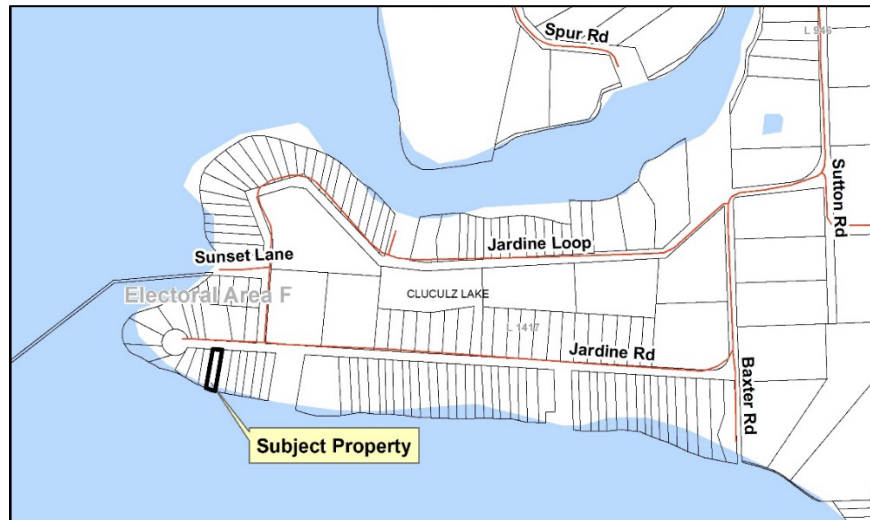 Spur Rd
L 946
Sutton Rd
Jardine Loop
Sunset Lane
Electoral Area F
CLUCULZ LAKE
L 1417
Jardine Rd
Baxter Rd
Subject Property